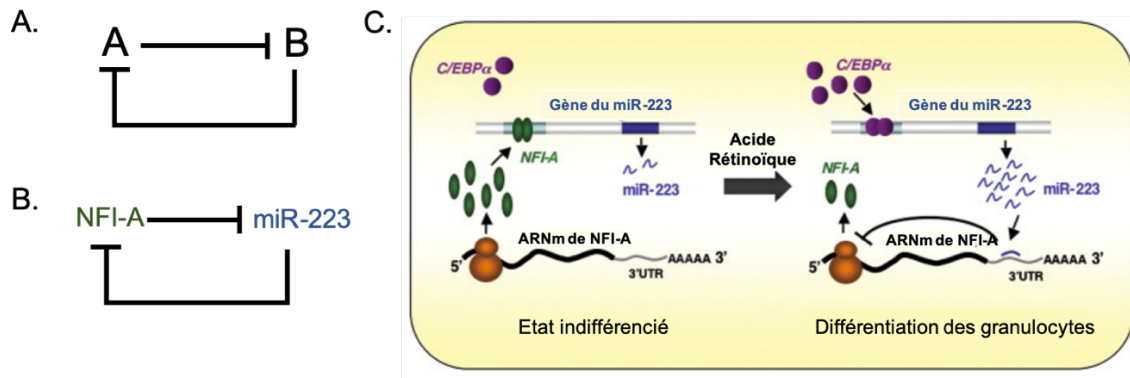 A.
A B
B.
NFI-A miR-223
C.
C/EBPα
Gène du miR-223
NFI-A
miR-223
NFI-A
ARNm de NFI-A
5'
3'UTR
AAAAA 3'
Etat indifférencié
Acide
Rétinoïque
C/EBPα
Gène du miR-223
NFI-A
miR-223
ARNm de NFI-A
5'
3'UTR
AAAAA 3'
Différentiation des granulocytes